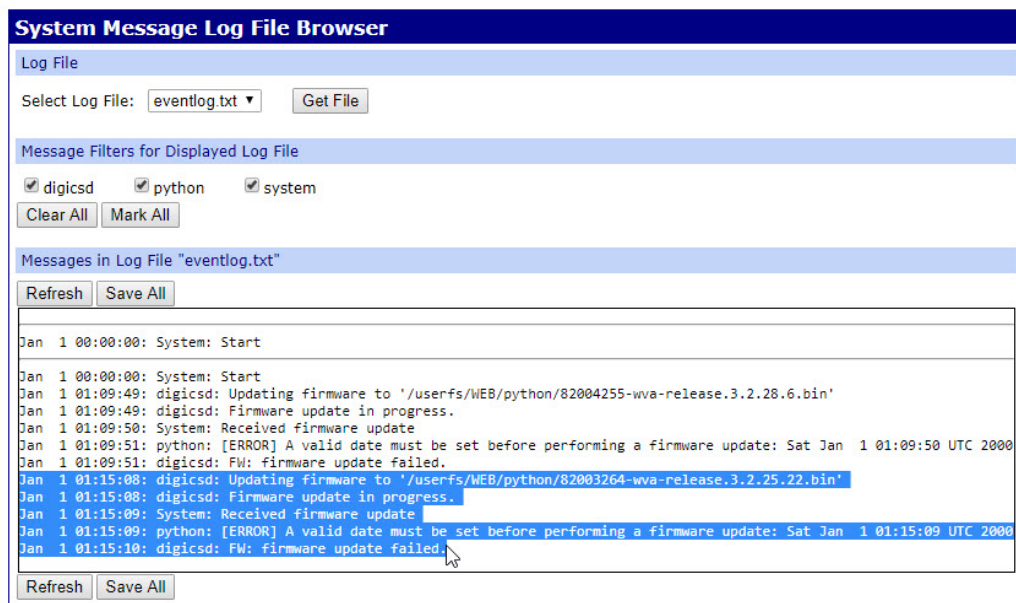 System Message Log File Browser
Log File
Select Log File: eventlog.txt Get File
Message Filters for Displayed Log File
digicsd python system
Clear All Mark All
Messages in Log File "eventlog.txt"
Refresh Save All
Jan  1 00:00:00: System: Start
Jan  1 00:00:00: System: Start
Jan  1 01:09:49: digicsd: Updating firmware to '/userfs/WEB/python/82004255-wva-release.3.2.28.6.bin'
Jan  1 01:09:49: digicsd: Firmware update in progress.
Jan  1 01:09:50: System: Received firmware update
Jan  1 01:09:51: python: [ERROR] A valid date must be set before performing a firmware update: Sat Jan  1 01:09:50 UTC 2000
Jan  1 01:09:51: digicsd: FW: firmware update failed.
Jan  1 01:15:08: digicsd: Updating firmware to '/userfs/WEB/python/82003264-wva-release.3.2.25.22.bin'
Jan  1 01:15:08: digicsd: Firmware update in progress.
Jan  1 01:15:09: System: Received firmware update
Jan  1 01:15:09: python: [ERROR] A valid date must be set before performing a firmware update: Sat Jan  1 01:15:09 UTC 2000
Jan  1 01:15:10: digicsd: FW: firmware update failed.
Refresh Save All